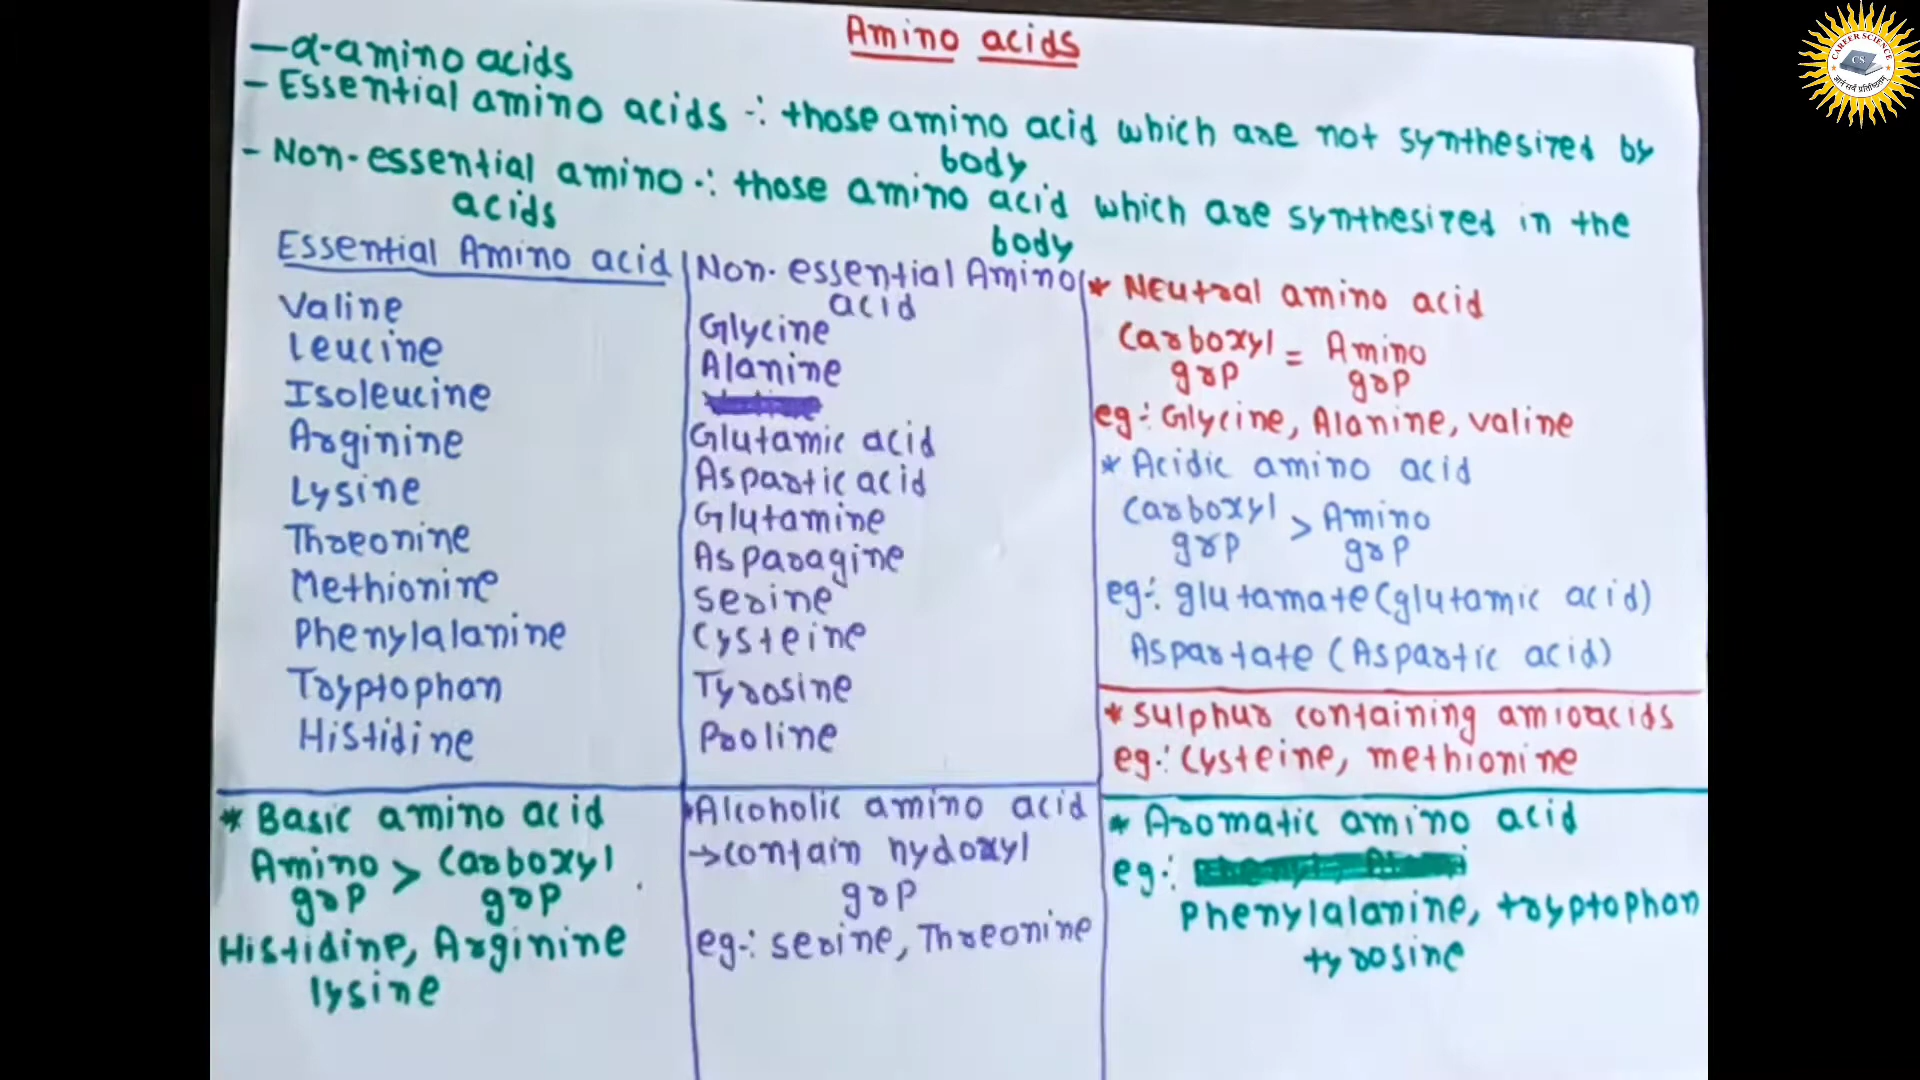 Amino acids
- α-amino acids
- Essential amino acids -: those amino acid which are not synthesized by
body
- Non-essential amino -: those amino acid which are synthesized in the
acids
body
Essential Amino acid
Valine
Leucine
Isoleucine
Arginine
Lysine
Threonine
Methionine
Phenylalanine
Tryptophan
Histidine
Non-essential Amino
acid
Glycine
Alanine
Glutamic acid
Aspartic acid
Glutamine
Asparagine
Serine
Cysteine
Tyrosine
Proline
* Neutral amino acid
Carboxyl = Amino
grp grp
eg-: Glycine, Alanine, valine
* Acidic amino acid
Carboxyl > Amino
grp grp
eg-: glutamate (glutamic acid)
Aspartate (Aspartic acid)
* Sulphur containing amioacids
eg-: Cysteine, methionine
* Basic amino acid
Amino > Carboxyl
grp grp
Histidine, Arginine
lysine
* Alcoholic amino acid
→ contain hydoxyl
grp
eg-: serine, Threonine
* Aromatic amino acid
eg-:
Phenylalanine, tryptophan
tyrosine
CAREER SCIENCE
CS